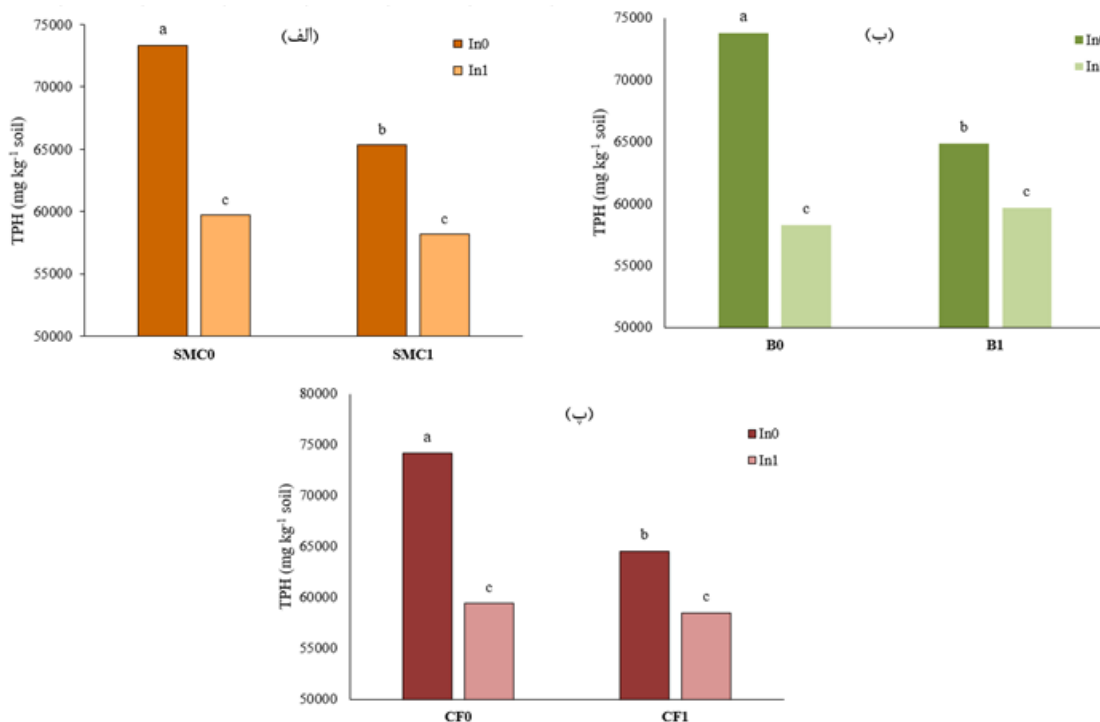 (الف)
In0
In1
TPH (mg kg-1 soil)
75000
70000
65000
60000
55000
50000
a
c
b
c
SMC0
SMC1
(ب)
In
TPH (mg kg-1 soil)
75000
70000
65000
60000
55000
50000
a
c
b
c
B0
B1
(پ)
In0
In1
TPH (mg kg-1 soil)
80000
75000
70000
65000
60000
55000
50000
a
c
b
c
CF0
CF1